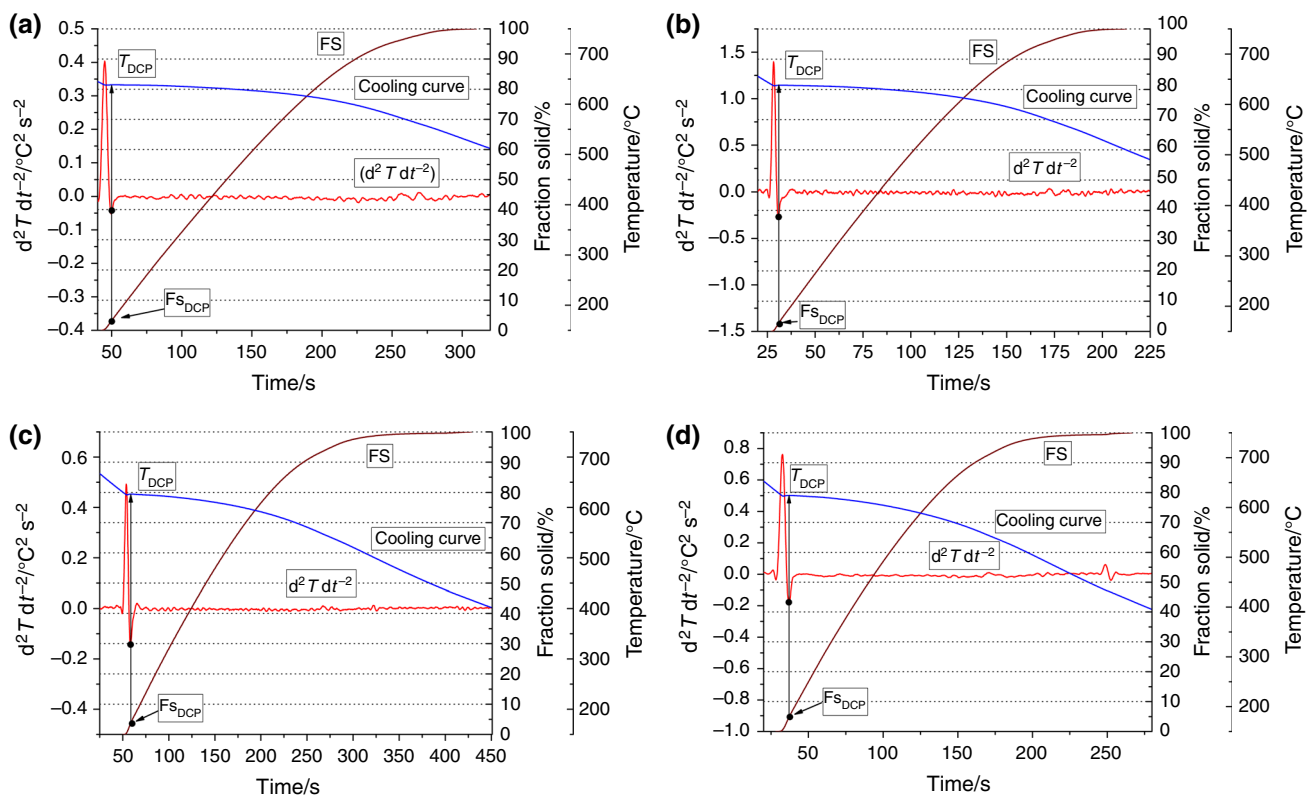 (a)
d²T dt⁻²/°C² s⁻²
0.5
0.4
0.3
0.2
0.1
0.0
−0.1
−0.2
−0.3
−0.4
T_DCP
FS
Cooling curve
(d²T dt⁻²)
Fs_DCP
50 100 150 200 250 300
Time/s
100
90
80
70
60
50
40
30
20
10
0
Fraction solid/%
700
600
500
400
300
200
Temperature/°C
(b)
d²T dt⁻²/°C² s⁻²
1.5
1.0
0.5
0.0
−0.5
−1.0
−1.5
T_DCP
FS
Cooling curve
d²T dt⁻²
Fs_DCP
25 50 75 100 125 150 175 200 225
Time/s
100
90
80
70
60
50
40
30
20
10
0
Fraction solid/%
700
600
500
400
300
200
Temperature/°C
(c)
d²T dt⁻²/°C² s⁻²
0.6
0.4
0.2
0.0
−0.2
−0.4
T_DCP
FS
Cooling curve
d²T dt⁻²
Fs_DCP
50 100 150 200 250 300 350 400 450
Time/s
100
90
80
70
60
50
40
30
20
10
0
Fraction solid/%
700
600
500
400
300
200
Temperature/°C
(d)
d²T dt⁻²/°C² s⁻²
0.8
0.6
0.4
0.2
0.0
−0.2
−0.4
−0.6
−0.8
−1.0
T_DCP
FS
Cooling curve
d²T dt⁻²
Fs_DCP
50 100 150 200 250
Time/s
100
90
80
70
60
50
40
30
20
10
0
Fraction solid/%
700
600
500
400
300
200
Temperature/°C